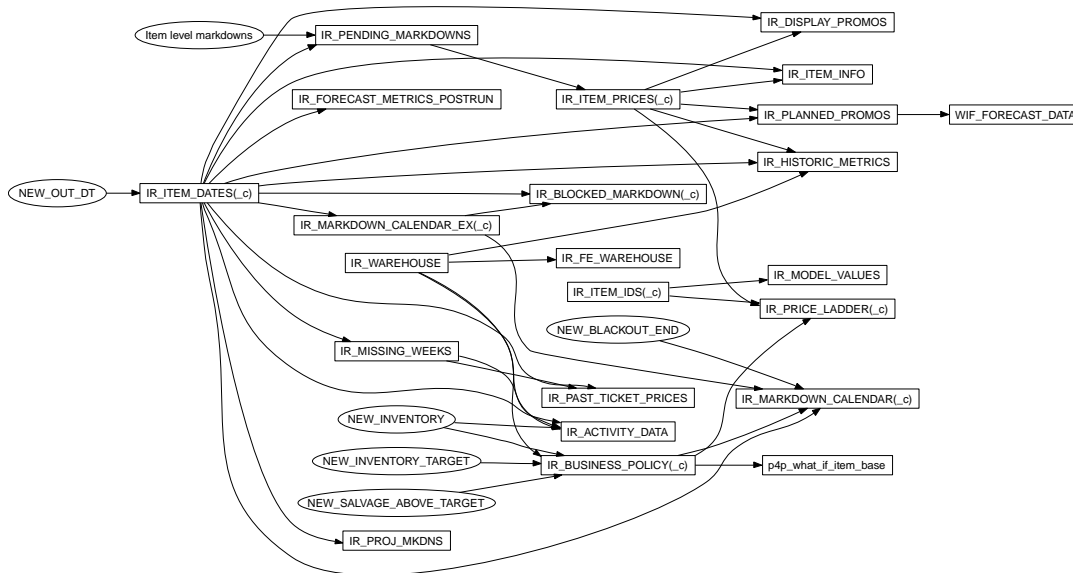 IR_DISPLAY_PROMOS
Item level markdowns
IR_PENDING_MARKDOWNS
IR_ITEM_INFO
IR_FORECAST_METRICS_POSTRUN
IR_ITEM_PRICES(_c)
IR_PLANNED_PROMOS
WIF_FORECAST_DATA
IR_HISTORIC_METRICS
NEW_OUT_DT
IR_ITEM_DATES(_c)
IR_BLOCKED_MARKDOWN(_c)
IR_MARKDOWN_CALENDAR_EX(_c)
IR_WAREHOUSE
IR_FE_WAREHOUSE
IR_MODEL_VALUES
IR_ITEM_IDS(_c)
IR_PRICE_LADDER(_c)
NEW_BLACKOUT_END
IR_MISSING_WEEKS
IR_PAST_TICKET_PRICES
IR_MARKDOWN_CALENDAR(_c)
NEW_INVENTORY
IR_ACTIVITY_DATA
NEW_INVENTORY_TARGET
IR_BUSINESS_POLICY(_c)
p4p_what_if_item_base
NEW_SALVAGE_ABOVE_TARGET
IR_PROJ_MKDNS